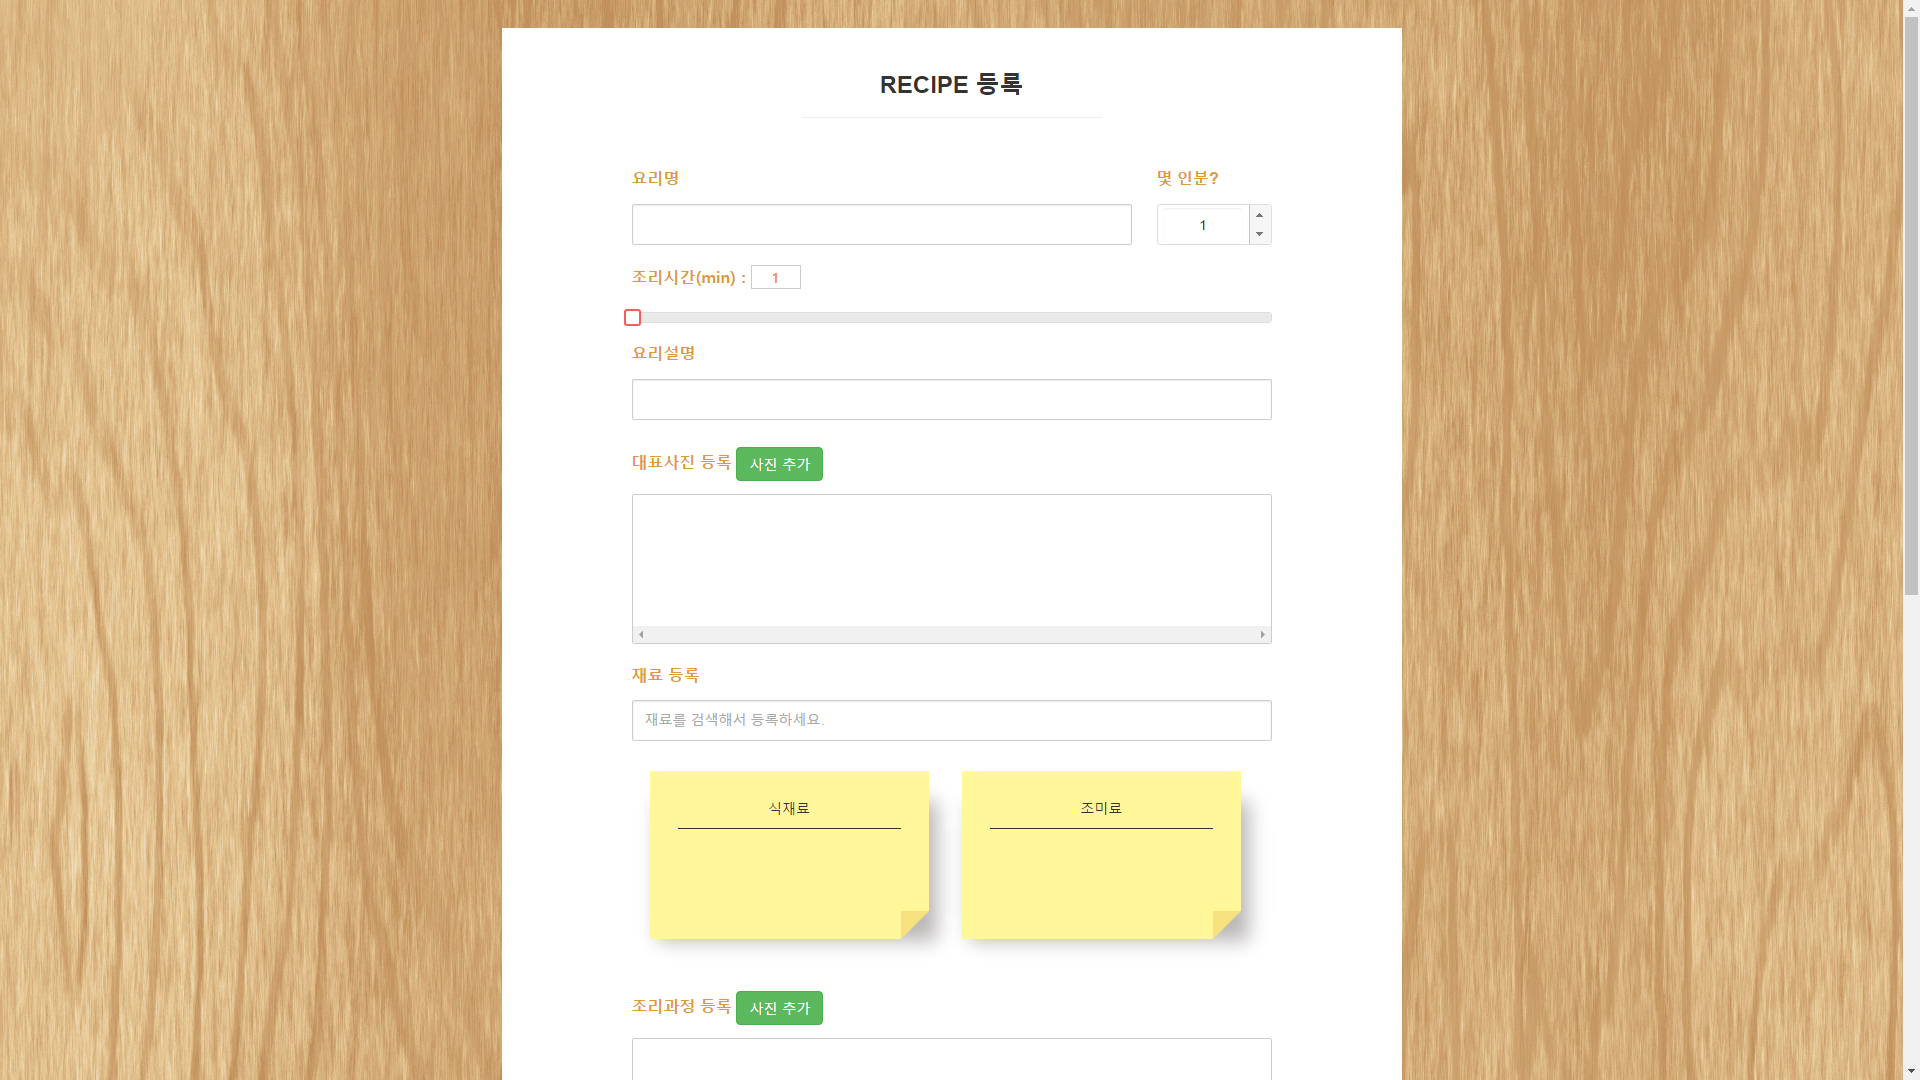 RECIPE 등록
요리명
몇 인분?
1
조리시간(min) : 1
요리설명
대표사진 등록 사진 추가
재료 등록
재료를 검색해서 등록하세요.
식재료
조미료
조리과정 등록 사진 추가